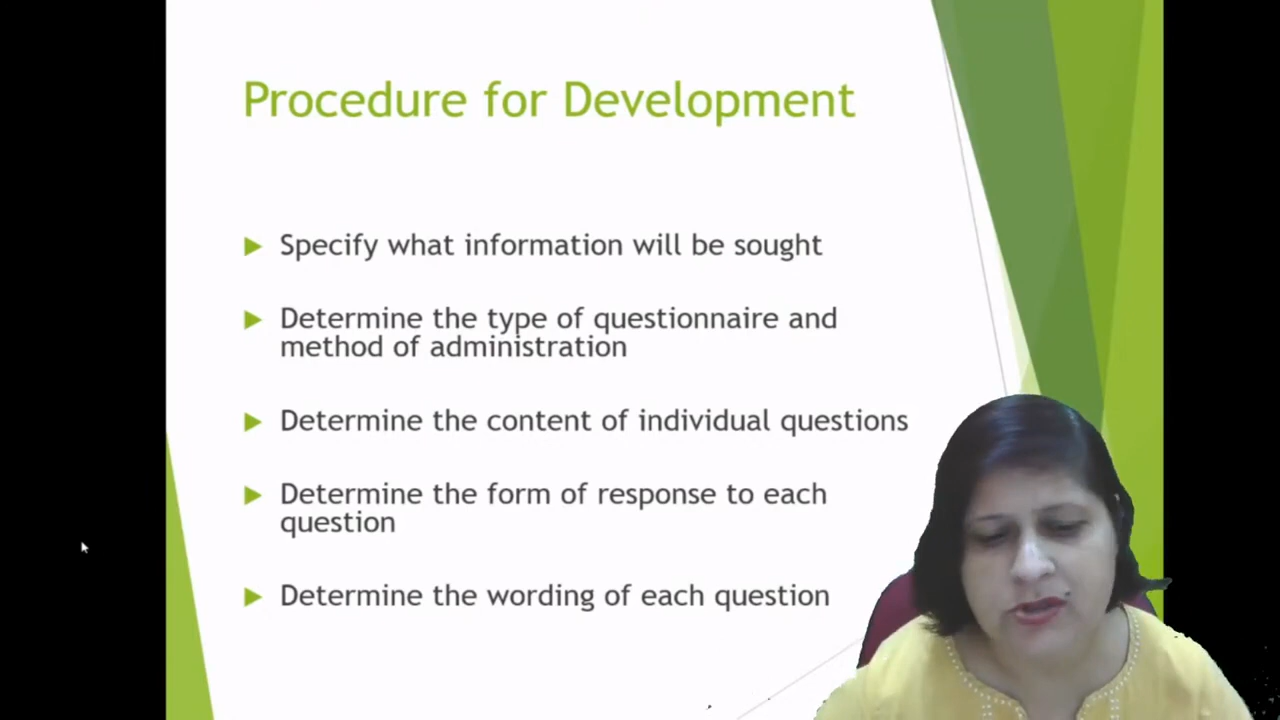 Procedure for Development
Specify what information will be sought
Determine the type of questionnaire and
method of administration
Determine the content of individual questions
Determine the form of response to each
question
Determine the wording of each question